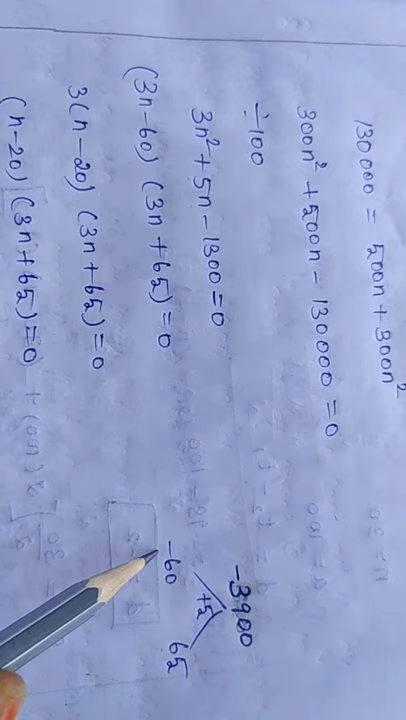 130000 = 500n + 300n²
300n² + 500n - 130000 = 0
÷100
3n² + 5n - 1300 = 0
(3n-60) (3n+65) = 0
3(n-20) (3n+65) = 0
(n-20) (3n+65) = 0
-3900
+5
-60 65